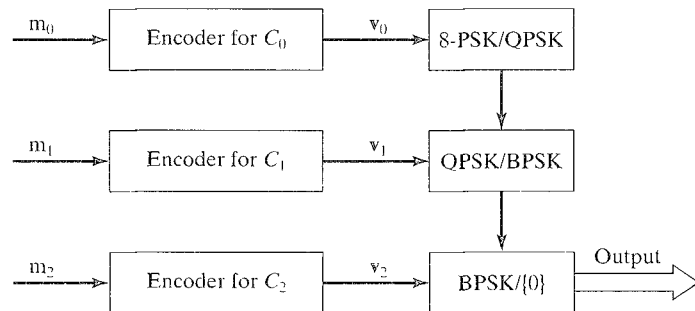 m₀ Encoder for C₀ v₀ 8-PSK/QPSK
m₁ Encoder for C₁ v₁ QPSK/BPSK
m₂ Encoder for C₂ v₂ BPSK/{0} Output